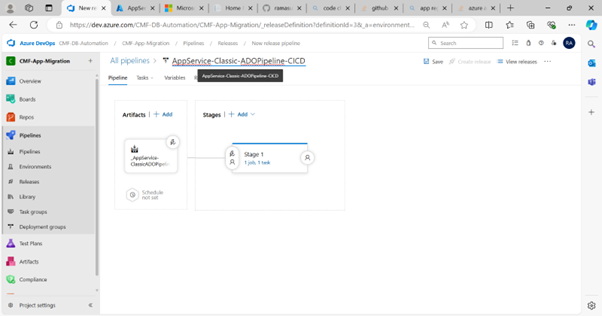 New re
AppSer
Micros
Home
rames
code n
github
app re
azure
https://dev.azure.com/CMF-DB-Automation/CMF-App-Migration/_releaseDefinition?definitionId=3&_a=environment...
Azure DevOps CMF-DB-Automation / CMF-App-Migration / Pipelines / Releases / New release pipeline
Search
RA
CMF-App-Migration
All pipelines > AppService-Classic-ADOPipeline-CICD
Save Create release View releases ...
AppService-Classic-ADOPipeline-CICD
Pipeline Tasks Variables
Overview
Boards
Repos
Pipelines
Pipelines
Environments
Releases
Library
Task groups
Deployment groups
Test Plans
Artifacts
Compliance
Project settings
Artifacts | + Add
_AppService-
ClassicADOPipeli
Schedule
not set
Stages | + Add
Stage 1
1 job, 1 task